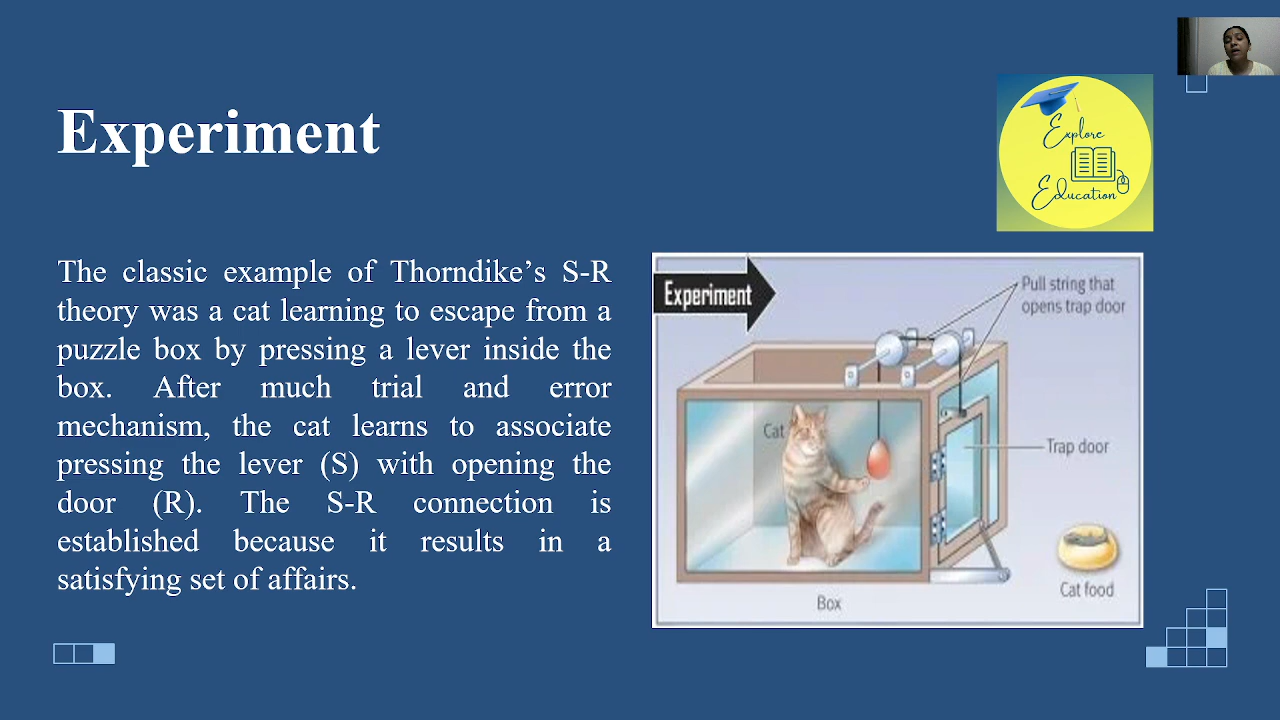 Experiment
Explore
Education
The classic example of Thorndike's S-R
theory was a cat learning to escape from a
puzzle box by pressing a lever inside the
box. After much trial and error
mechanism, the cat learns to associate
pressing the lever (S) with opening the
door (R). The S-R connection is
established because it results in a
satisfying set of affairs.
Experiment
Pull string that
opens trap door
Cat
Trap door
Cat food
Box